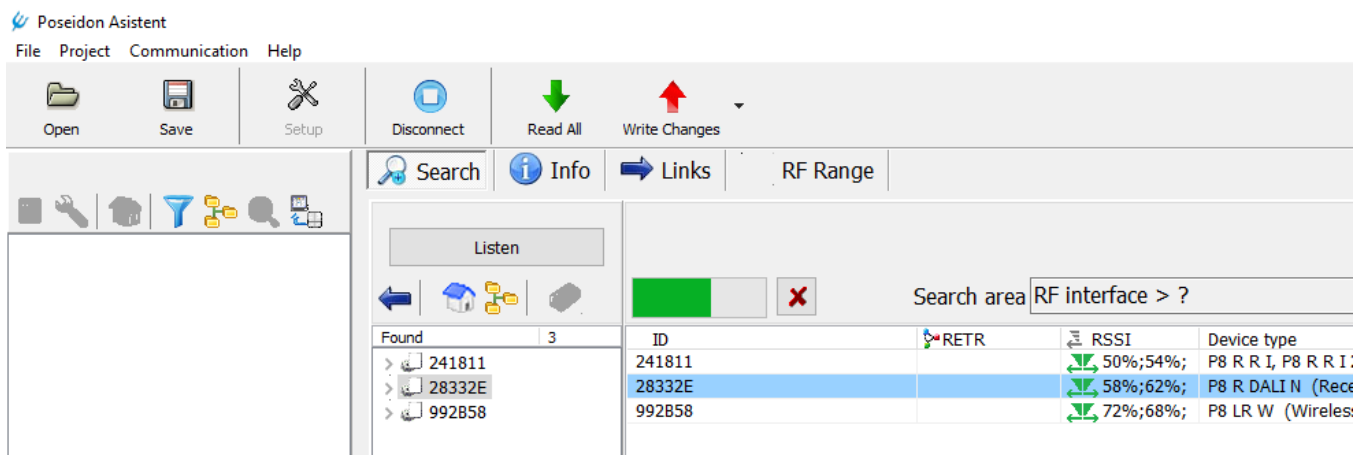 Poseidon Asistent
File Project Communication Help
Open Save Setup Disconnect Read All Write Changes
Search Info Links RF Range
Listen
Search area RF interface > ?
Found 3 ID RETR RSSI Device type
241811 241811 50%;54%; P8 R R I, P8 R R I
28332E 28332E 58%;62%; P8 R DALI N (Rece
992B58 992B58 72%;68%; P8 LR W (Wireles